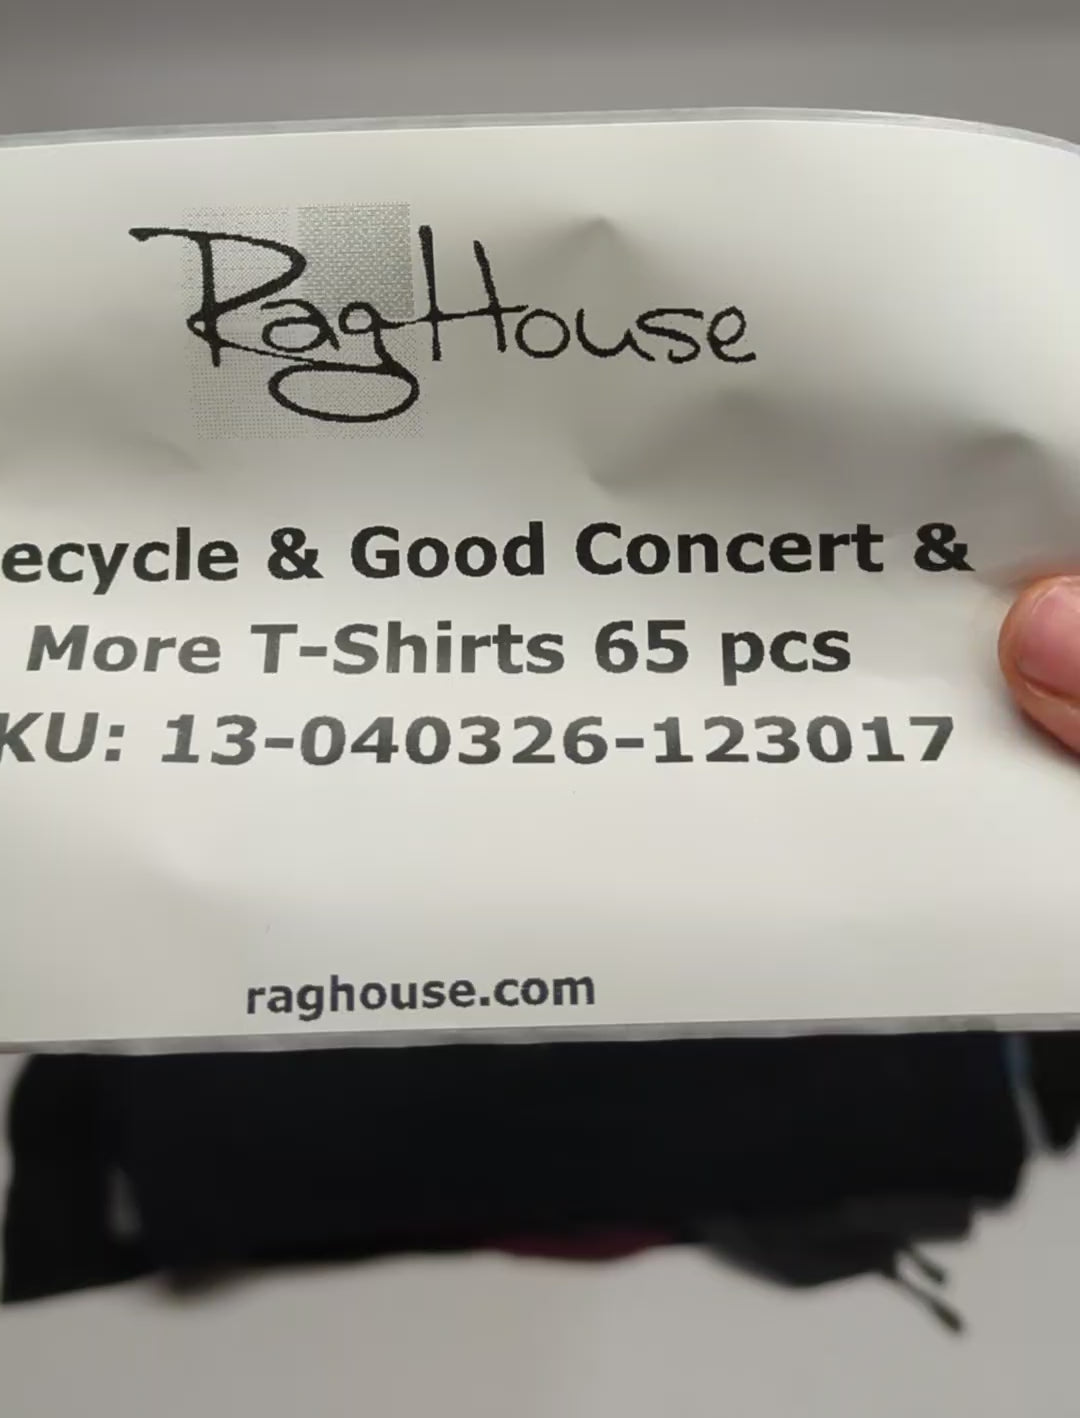 RagHouse
ecycle & Good Concert &
More T-Shirts 65 pcs
KU: 13-040326-123017
raghouse.com